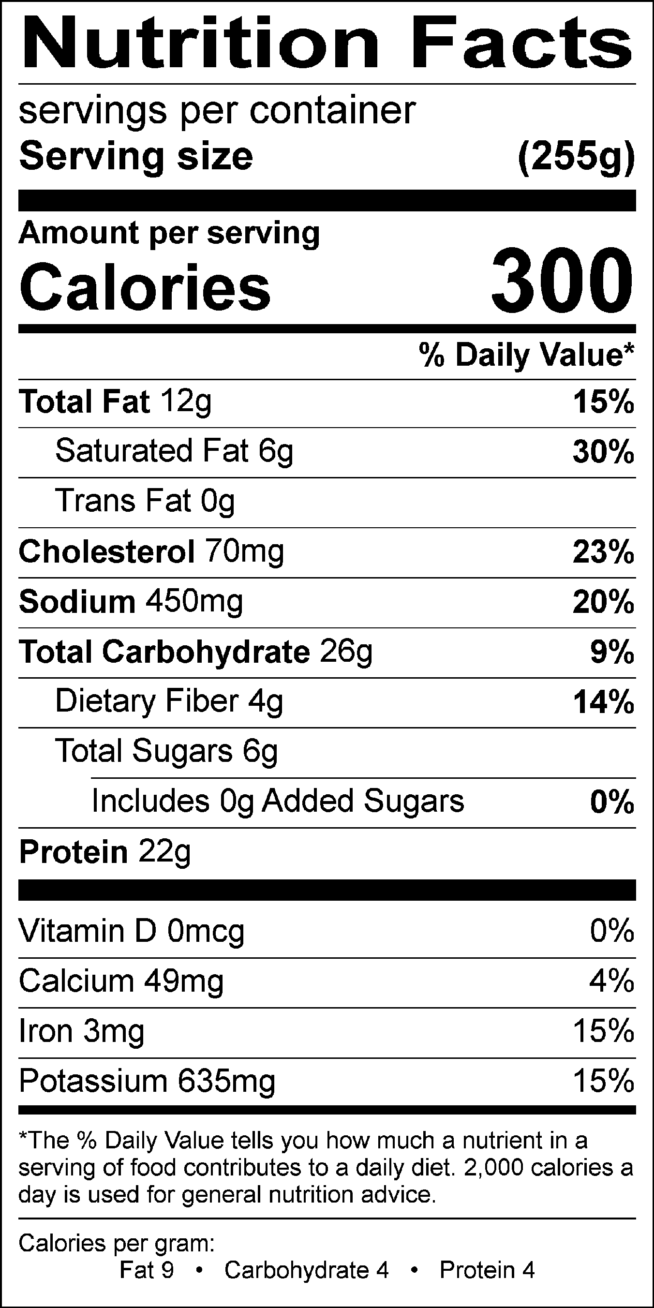 Nutrition Facts
servings per container
Serving size (255g)
Amount per serving
Calories 300
% Daily Value*
Total Fat 12g 15%
Saturated Fat 6g 30%
Trans Fat 0g
Cholesterol 70mg 23%
Sodium 450mg 20%
Total Carbohydrate 26g 9%
Dietary Fiber 4g 14%
Total Sugars 6g
Includes 0g Added Sugars 0%
Protein 22g
Vitamin D 0mcg 0%
Calcium 49mg 4%
Iron 3mg 15%
Potassium 635mg 15%
*The % Daily Value tells you how much a nutrient in a
serving of food contributes to a daily diet. 2,000 calories a
day is used for general nutrition advice.
Calories per gram:
Fat 9 • Carbohydrate 4 • Protein 4